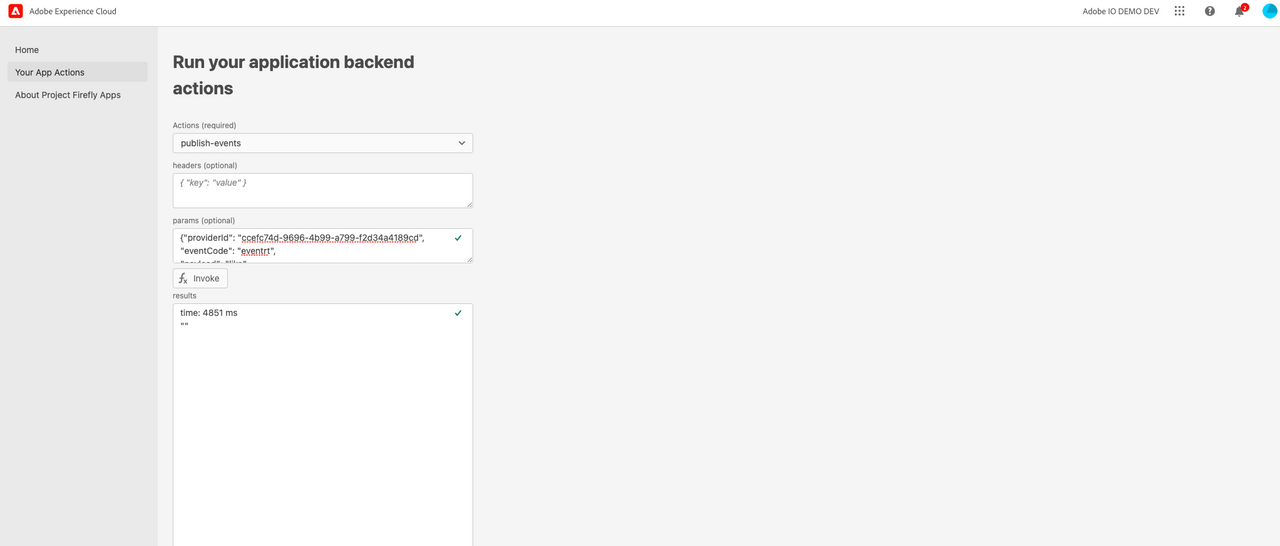 Adobe Experience Cloud
Adobe IO DEMO DEV
2
Home
Your App Actions
About Project Firefly Apps
Run your application backend
actions
Actions (required)
publish-events
headers (optional)
{ "key": "value" }
params (optional)
{"providerId": "ccefc74d-9696-4b99-a799-f2d34a4189cd",
"eventCode": "eventrt",
Invoke
results
time: 4851 ms
""